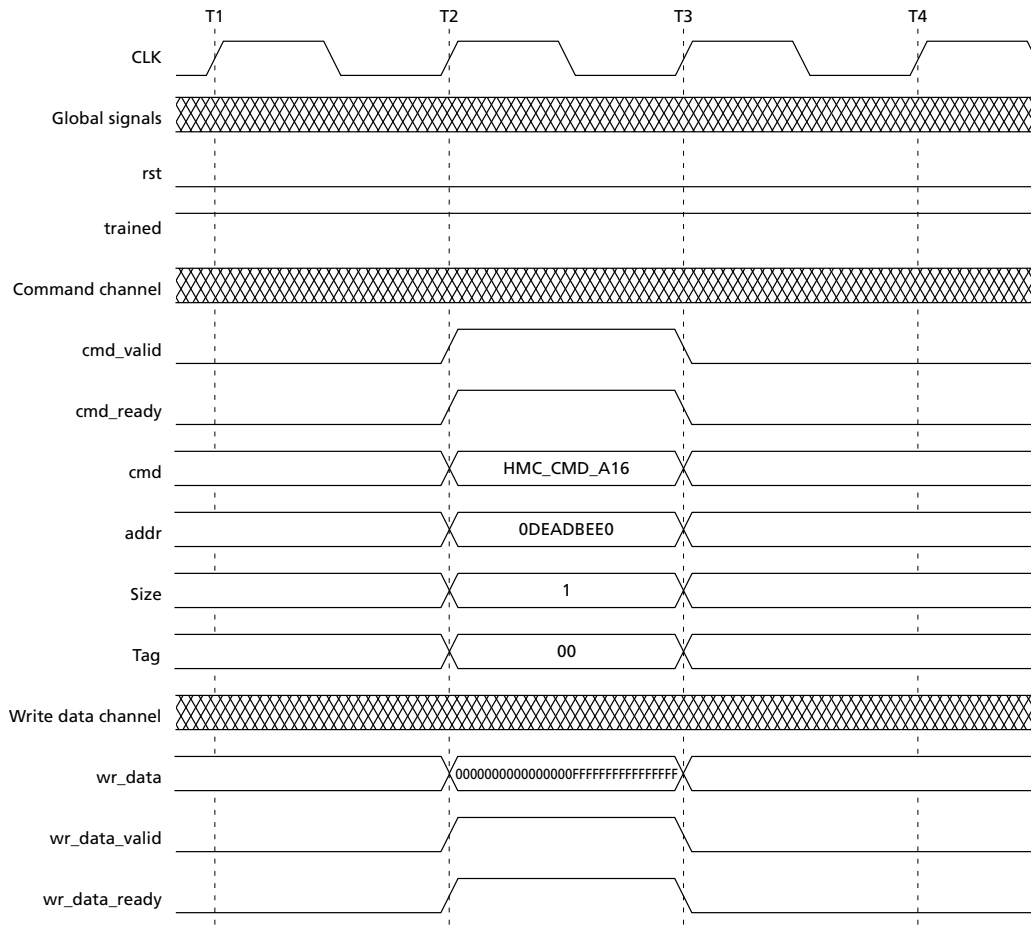 T1 T2 T3 T4
CLK
Global signals
rst
trained
Command channel
cmd_valid
cmd_ready
cmd HMC_CMD_A16
addr 0DEADBEE0
Size 1
Tag 00
Write data channel
wr_data 0000000000000000FFFFFFFFFFFFFFFF
wr_data_valid
wr_data_ready